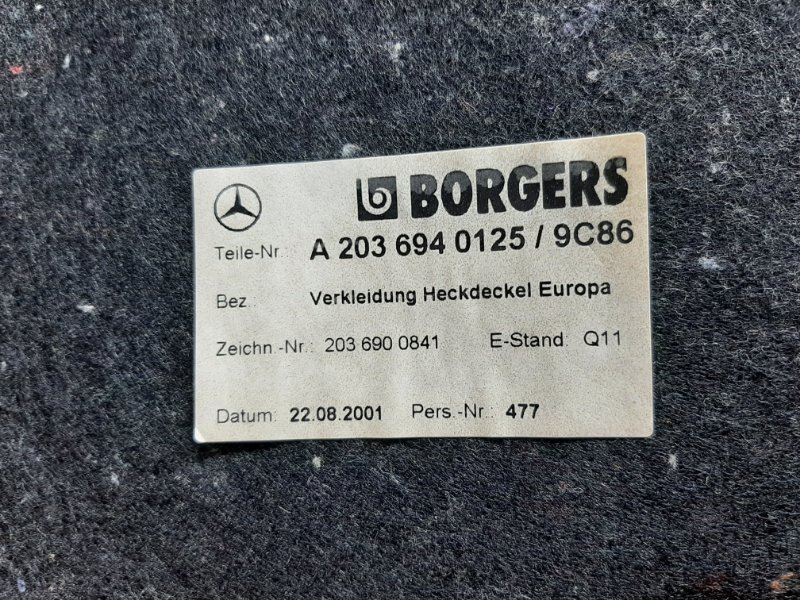 BORGERS
Teile-Nr.: A 203 694 0125 / 9C86
Bez.: Verkleidung Heckdeckel Europa
Zeichn.-Nr.: 203 690 0841 E-Stand: Q11
Datum: 22.08.2001 Pers.-Nr.: 477